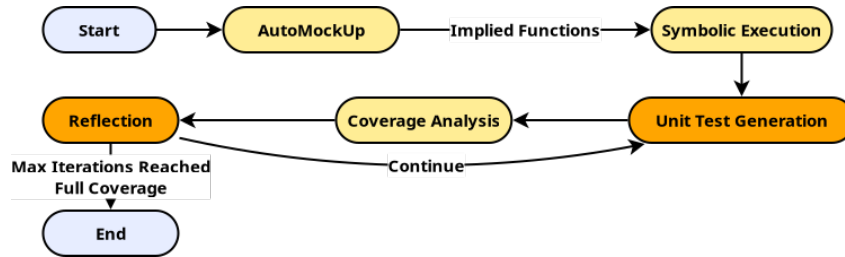 Start
AutoMockUp
Implied Functions
Symbolic Execution
Reflection
Coverage Analysis
Unit Test Generation
Max Iterations Reached
Full Coverage
Continue
End